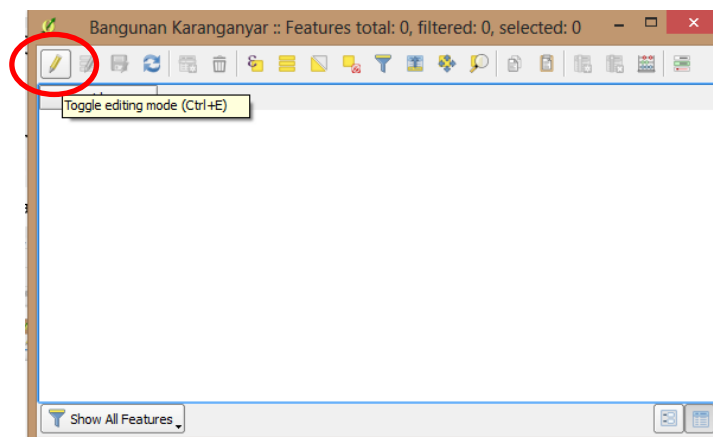 Bangunan Karanganyar :: Features total: 0, filtered: 0, selected: 0
Toggle editing mode (Ctrl+E)
Show All Features